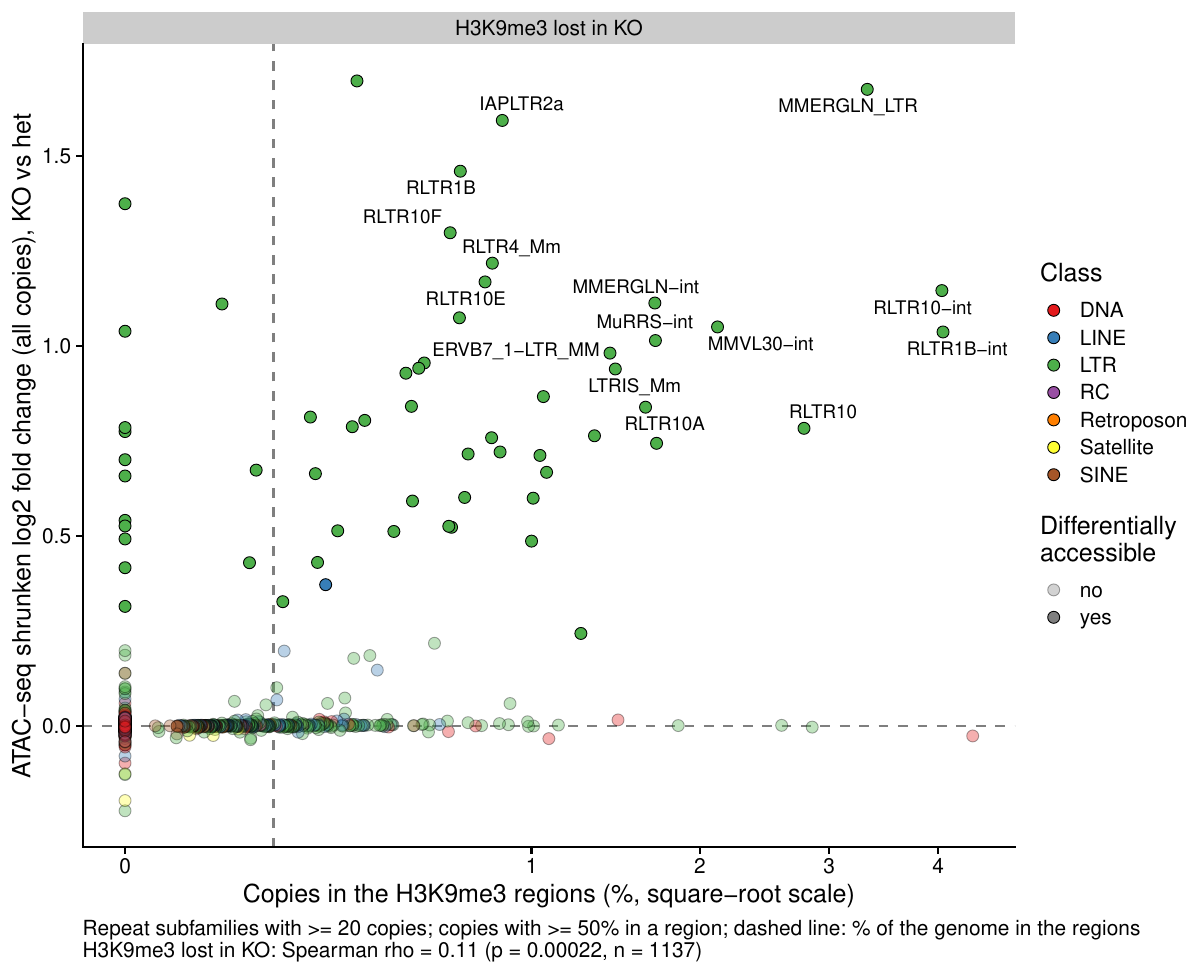 H3K9me3 lost in KO
IAPLTR2a
MMERGLN_LTR
RLTR1B
RLTR10F
RLTR4_Mm
MMERGLN−int
RLTR10E
RLTR10−int
MuRRS−int
MMVL30−int
ERVB7_1−LTR_MM
RLTR1B−int
LTRIS_Mm
RLTR10
RLTR10A
1.5
1.0
0.5
0.0
ATAC−seq shrunken log2 fold change (all copies), KO vs het
0
1
2
3
4
Copies in the H3K9me3 regions (%, square−root scale)
Class
DNA
LINE
LTR
RC
Retroposon
Satellite
SINE
Differentially
accessible
no
yes
Repeat subfamilies with >= 20 copies; copies with >= 50% in a region; dashed line: % of the genome in the regions
H3K9me3 lost in KO: Spearman rho = 0.11 (p = 0.00022, n = 1137)